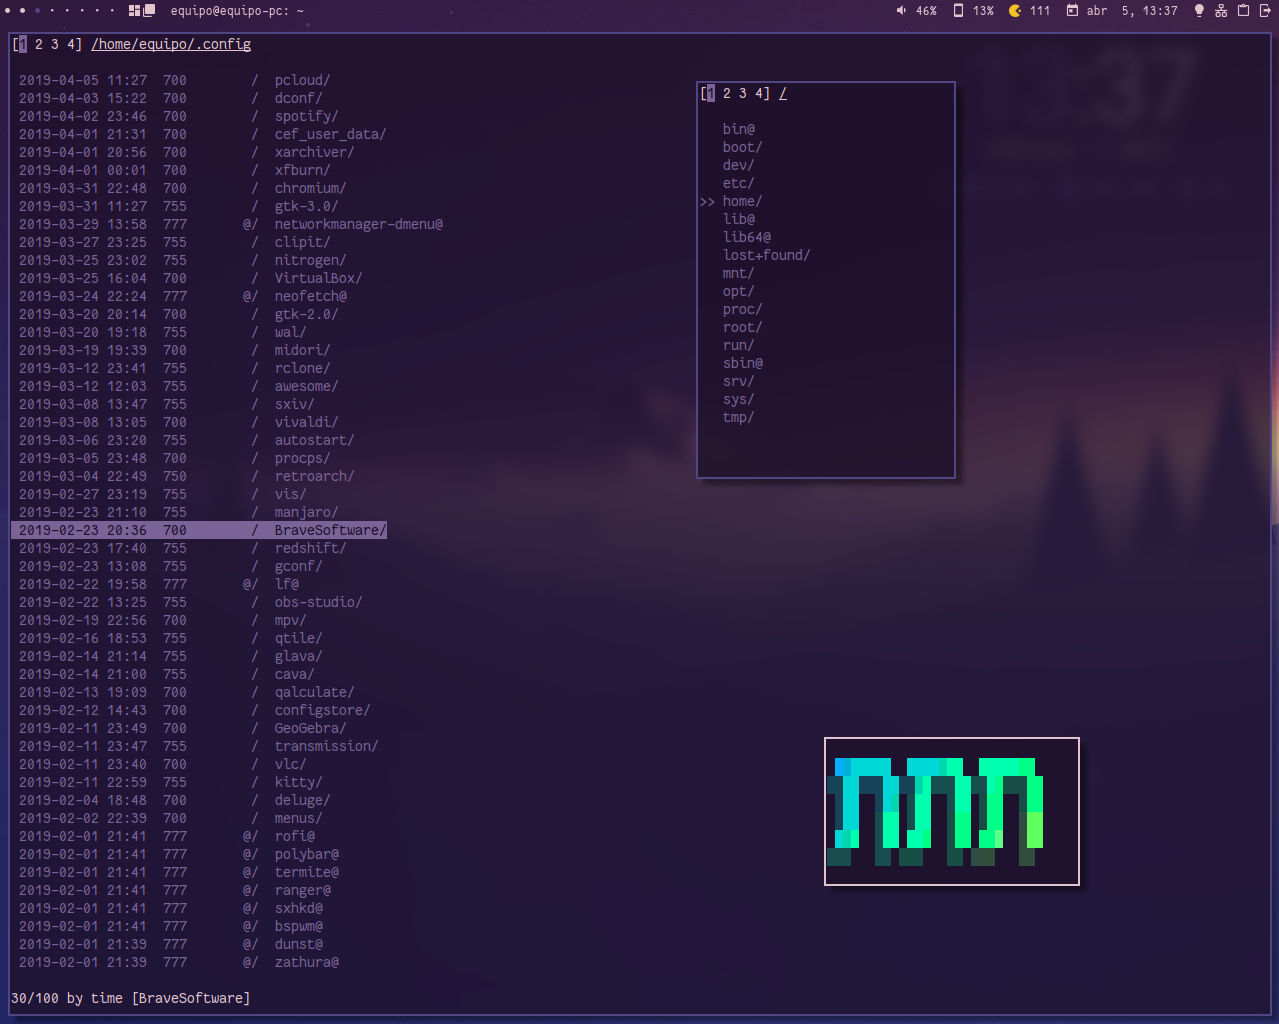 equipo@equipo-pc: ~
46% 13% 111 abr 5, 13:37
[1 2 3 4] /home/equipo/.config
2019-04-05 11:27 700 / pcloud/
2019-04-03 15:22 700 / dconf/
2019-04-02 23:46 700 / spotify/
2019-04-01 21:31 700 / cef_user_data/
2019-04-01 20:56 700 / xarchiver/
2019-04-01 00:01 700 / xfburn/
2019-03-31 22:48 700 / chromium/
2019-03-31 11:27 755 / gtk-3.0/
2019-03-29 13:58 777 @/ networkmanager-dmenu@
2019-03-27 23:25 755 / clipit/
2019-03-25 23:02 755 / nitrogen/
2019-03-25 16:04 700 / VirtualBox/
2019-03-24 22:24 777 @/ neofetch@
2019-03-20 20:14 700 / gtk-2.0/
2019-03-20 19:18 755 / wal/
2019-03-19 19:39 700 / midori/
2019-03-12 23:41 755 / rclone/
2019-03-12 12:03 755 / awesome/
2019-03-08 13:47 755 / sxiv/
2019-03-08 13:05 700 / vivaldi/
2019-03-06 23:20 755 / autostart/
2019-03-05 23:48 700 / procps/
2019-03-04 22:49 750 / retroarch/
2019-02-27 23:19 755 / vis/
2019-02-23 21:10 755 / manjaro/
2019-02-23 20:36 700 / BraveSoftware/
2019-02-23 17:40 755 / redshift/
2019-02-23 13:08 755 / gconf/
2019-02-22 19:58 777 @/ lf@
2019-02-22 13:25 755 / obs-studio/
2019-02-19 22:56 700 / mpv/
2019-02-16 18:53 755 / qtile/
2019-02-14 21:14 755 / glava/
2019-02-14 21:00 755 / cava/
2019-02-13 19:09 700 / qalculate/
2019-02-12 14:43 700 / configstore/
2019-02-11 23:49 700 / GeoGebra/
2019-02-11 23:47 755 / transmission/
2019-02-11 23:40 700 / vlc/
2019-02-11 22:59 755 / kitty/
2019-02-04 18:48 700 / deluge/
2019-02-02 22:39 700 / menus/
2019-02-01 21:41 777 @/ rofi@
2019-02-01 21:41 777 @/ polybar@
2019-02-01 21:41 777 @/ termite@
2019-02-01 21:41 777 @/ ranger@
2019-02-01 21:41 777 @/ sxhkd@
2019-02-01 21:41 777 @/ bspwm@
2019-02-01 21:39 777 @/ dunst@
2019-02-01 21:39 777 @/ zathura@
30/100 by time [BraveSoftware]
[1 2 3 4] /
bin@
boot/
dev/
etc/
>> home/
lib@
lib64@
lost+found/
mnt/
opt/
proc/
root/
run/
sbin@
srv/
sys/
tmp/
13:37
nnn